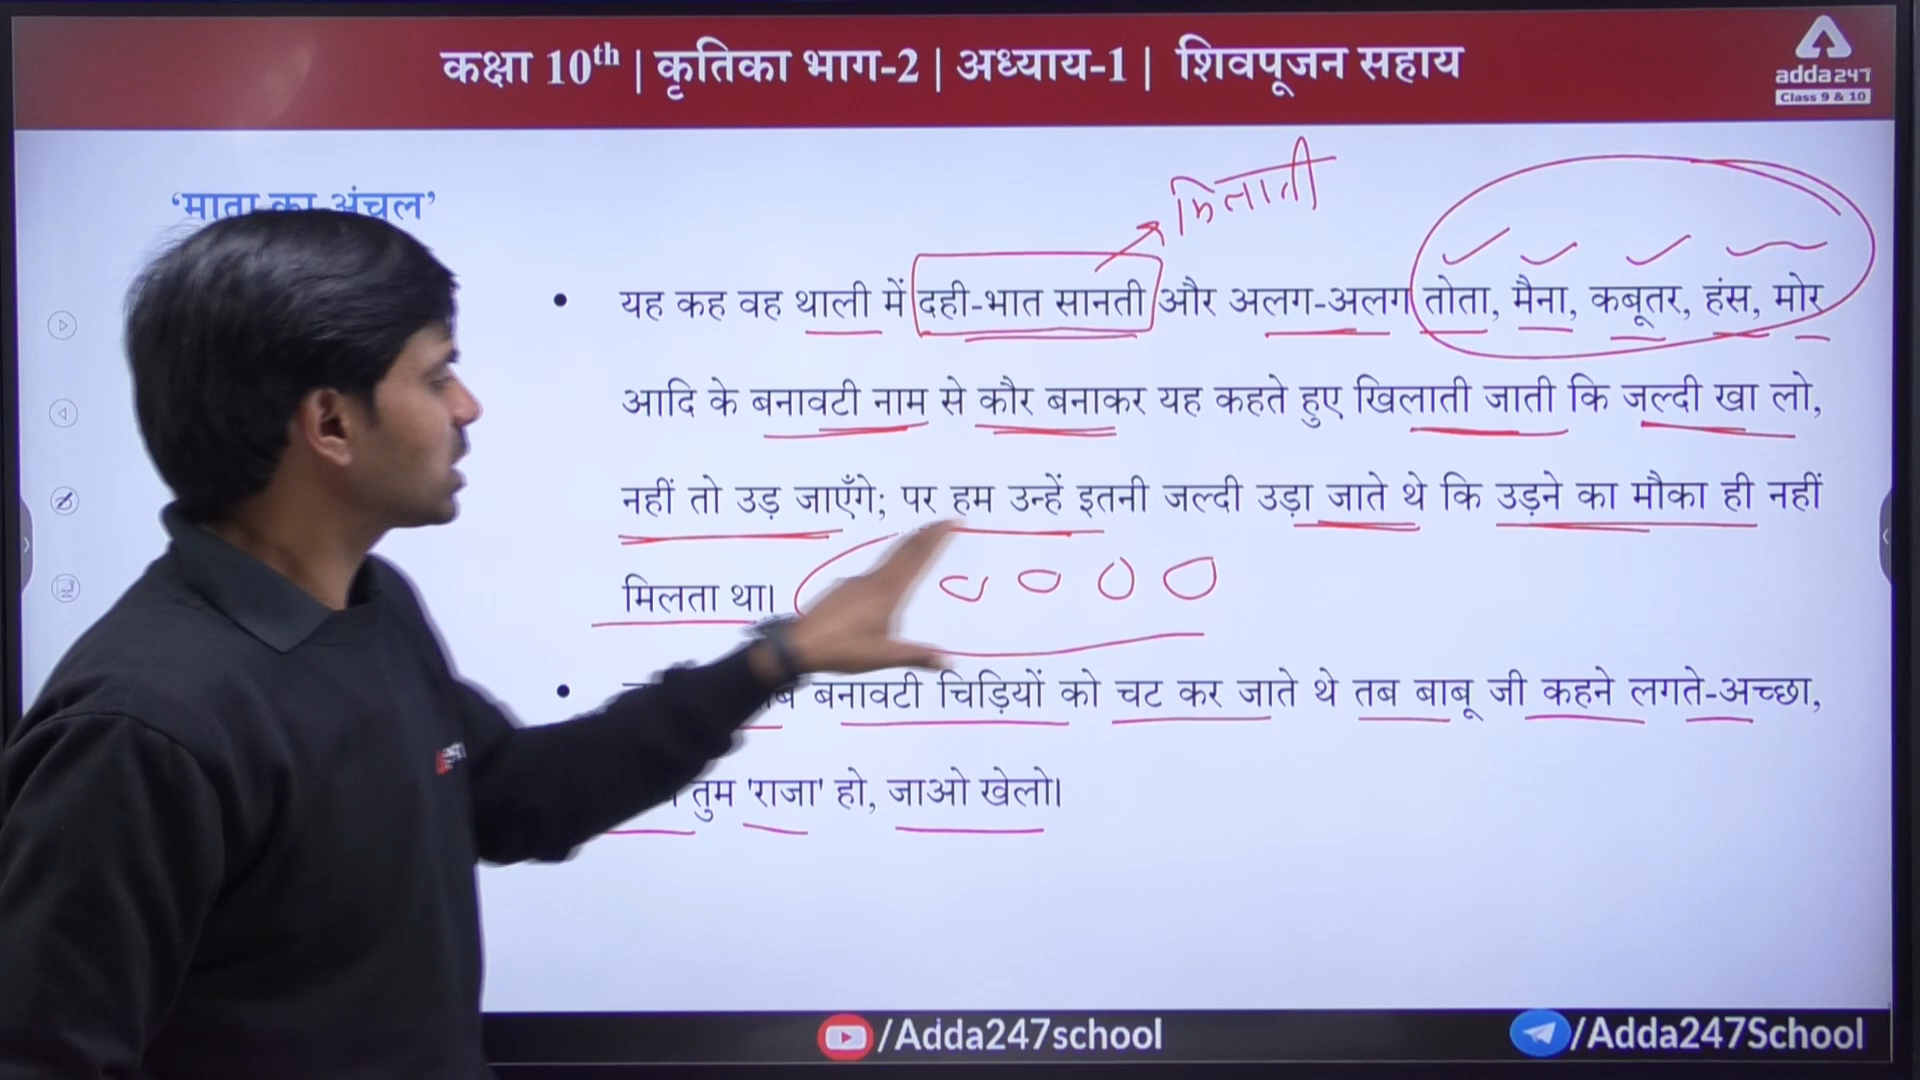 कक्षा 10th | कृतिका भाग-2 | अध्याय-1 | शिवपूजन सहाय
adda247
Class 9 & 10
‘माता का अंचल’
मिलाती
• यह कह वह थाली में दही-भात सानती और अलग-अलग तोता, मैना, कबूतर, हंस, मोर
आदि के बनावटी नाम से कौर बनाकर यह कहते हुए खिलाती जाती कि जल्दी खा लो,
नहीं तो उड़ जाएँगे; पर हम उन्हें इतनी जल्दी उड़ा जाते थे कि उड़ने का मौका ही नहीं
मिलता था।
• बनावटी चिड़ियों को चट कर जाते थे तब बाबू जी कहने लगते-अच्छा,
तुम 'राजा' हो, जाओ खेलो।
/Adda247school
/Adda247School